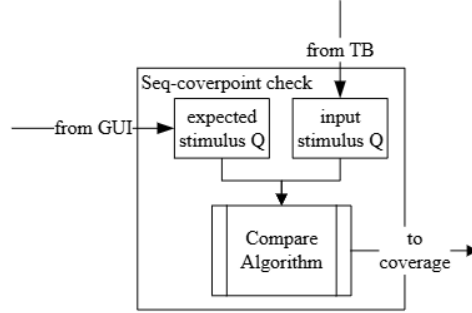 from TB
Seq-coverpoint check
from GUI
expected
stimulus Q
input
stimulus Q
Compare
Algorithm
to
coverage